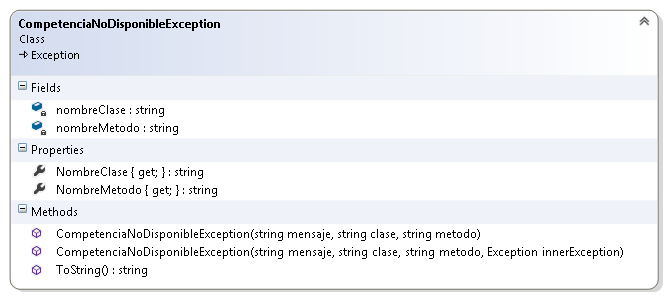 CompetenciaNoDisponibleException
Class
Exception
Fields
nombreClase : string
nombreMetodo : string
Properties
NombreClase { get; } : string
NombreMetodo { get; } : string
Methods
CompetenciaNoDisponibleException(string mensaje, string clase, string metodo)
CompetenciaNoDisponibleException(string mensaje, string clase, string metodo, Exception innerException)
ToString() : string